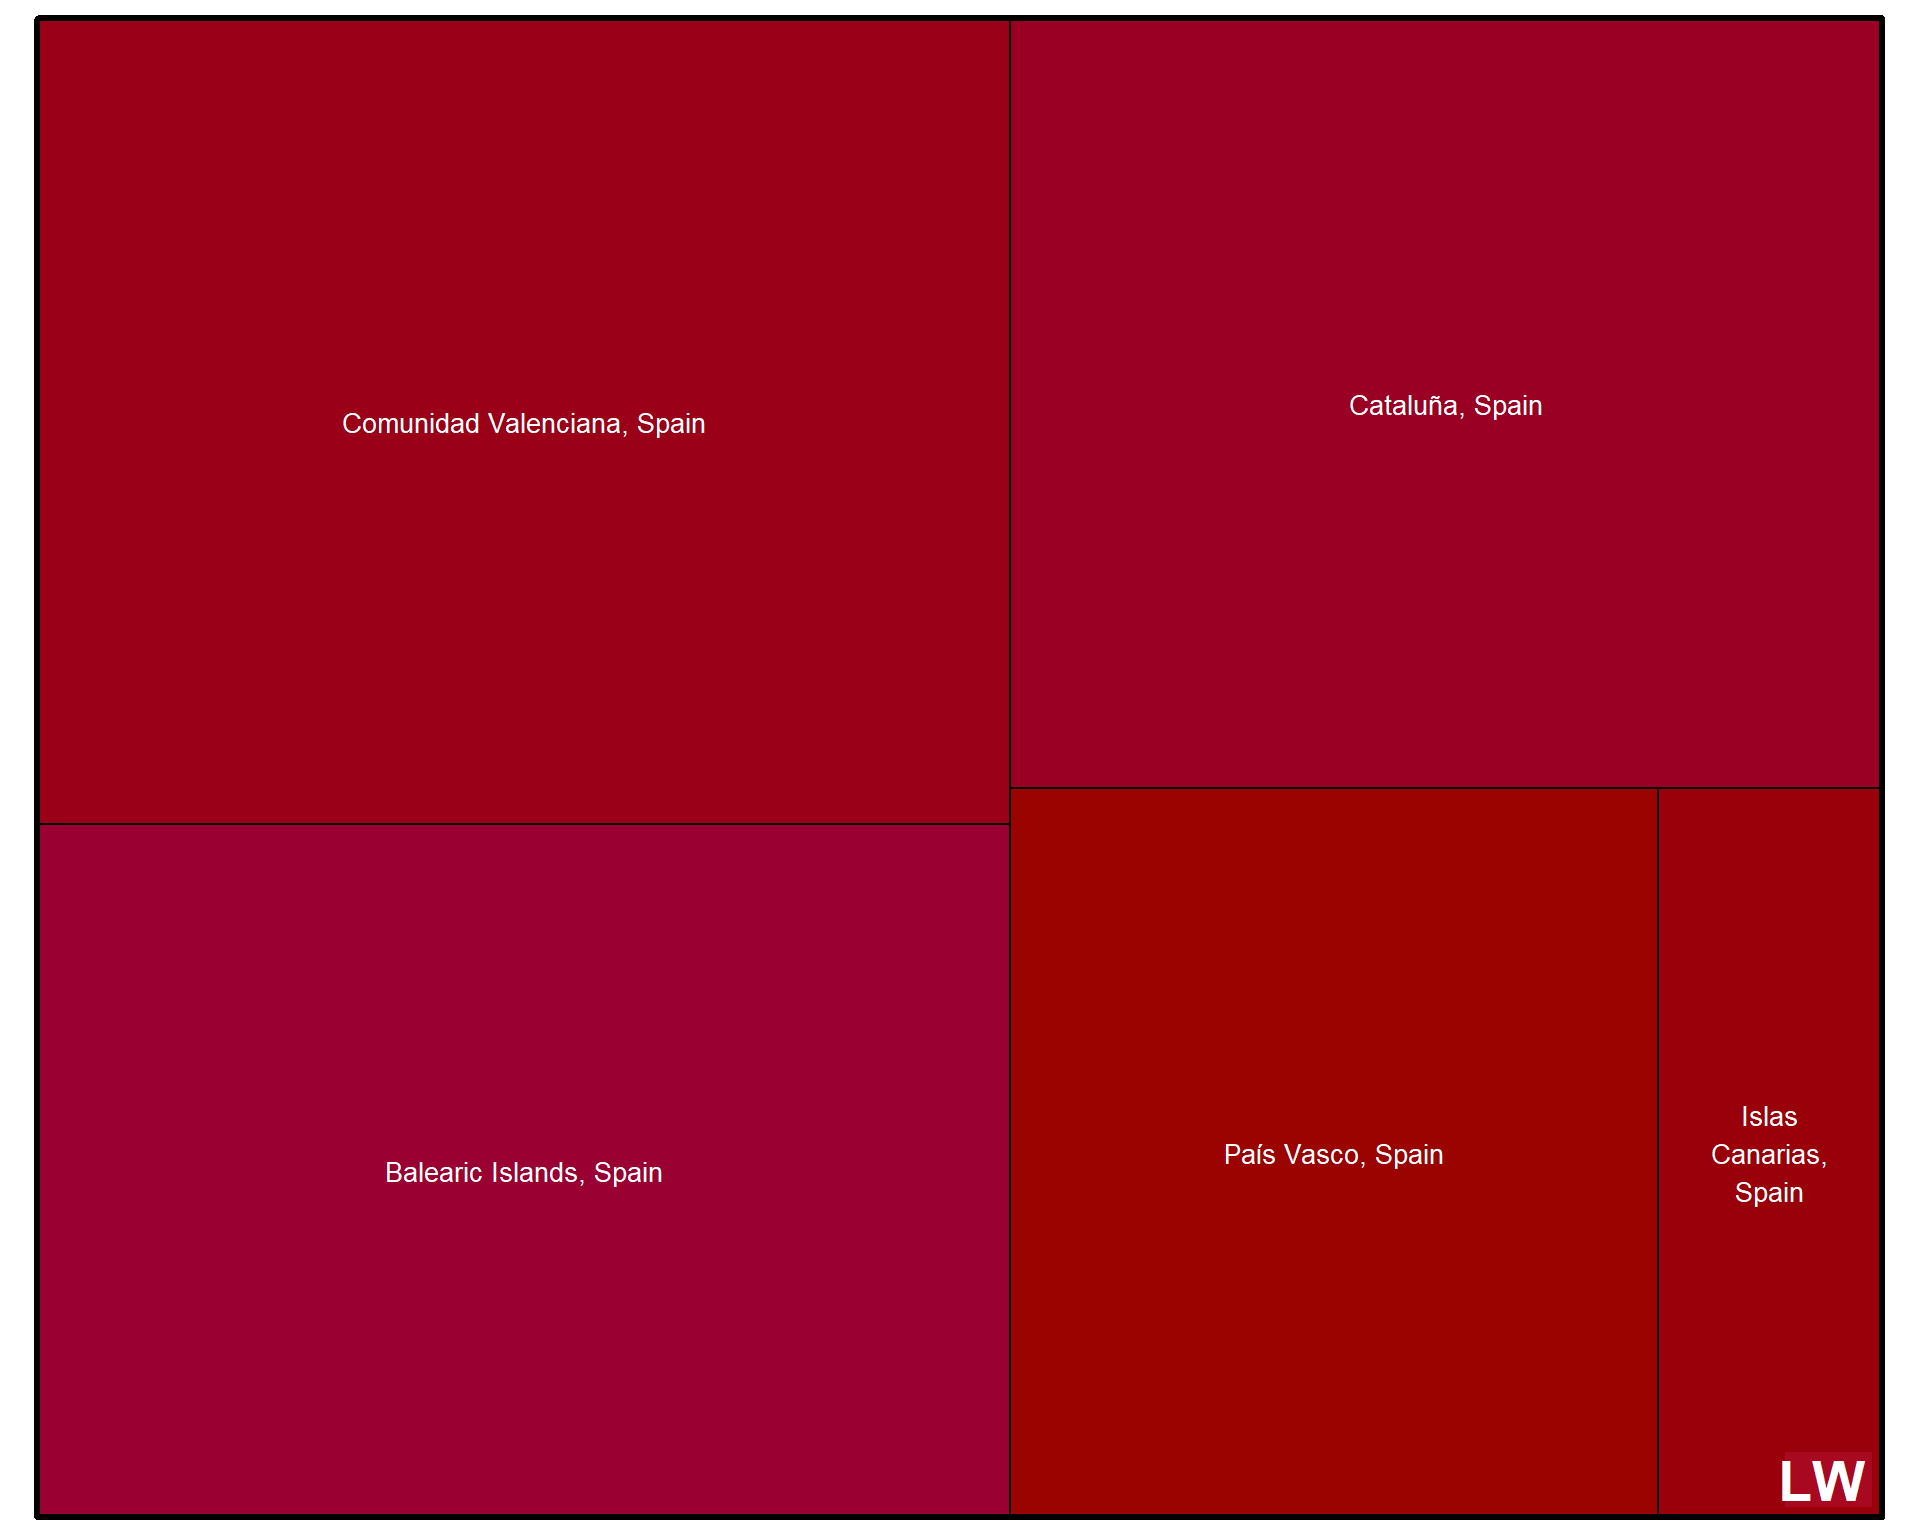 Comunidad Valenciana, Spain
Cataluña, Spain
Balearic Islands, Spain
País Vasco, Spain
Islas
Canarias,
Spain
LW